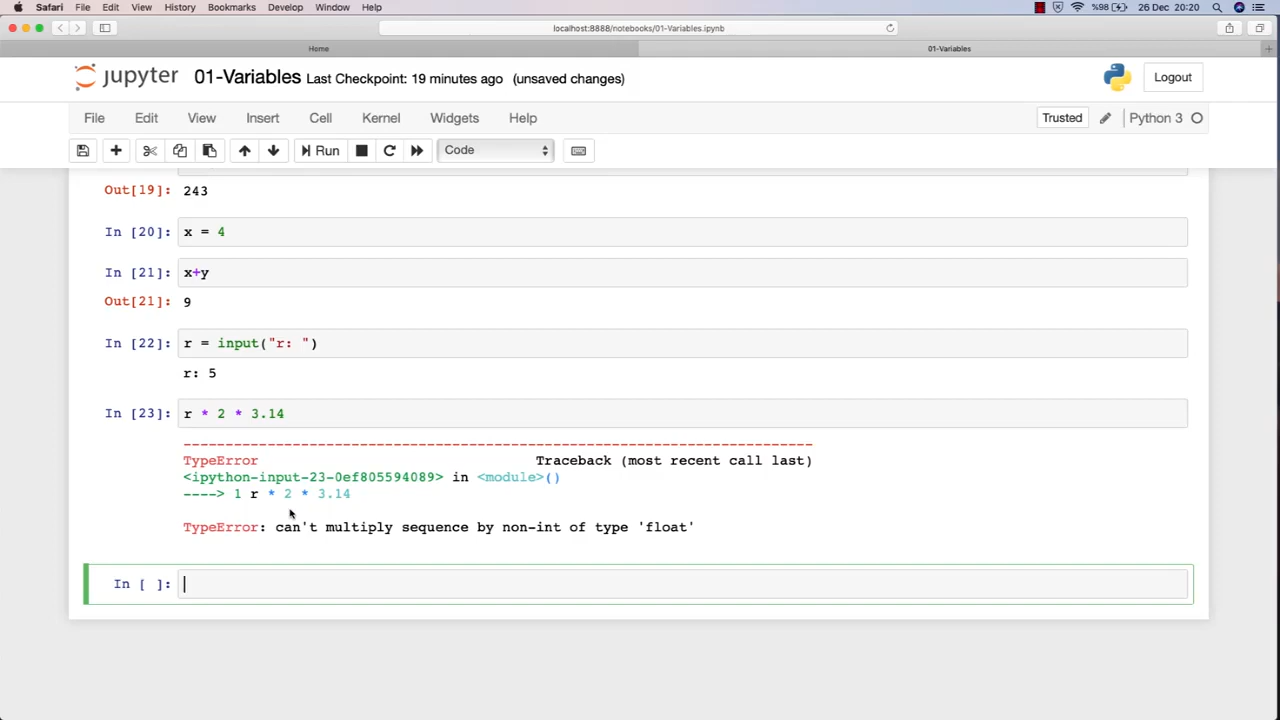 Safari File Edit View History Bookmarks Develop Window Help %98 26 Dec 20:20
localhost:8888/notebooks/01-Variables.ipynb
Home 01-Variables
jupyter 01-Variables Last Checkpoint: 19 minutes ago (unsaved changes) Logout
File Edit View Insert Cell Kernel Widgets Help Trusted Python 3
Run Code
Out[19]: 243
In [20]: x = 4
In [21]: x+y
Out[21]: 9
In [22]: r = input("r: ")
r: 5
In [23]: r * 2 * 3.14
---------------------------------------------------------------------------
TypeError Traceback (most recent call last)
<ipython-input-23-0ef805594089> in <module>()
----> 1 r * 2 * 3.14
TypeError: can't multiply sequence by non-int of type 'float'
In [ ]: